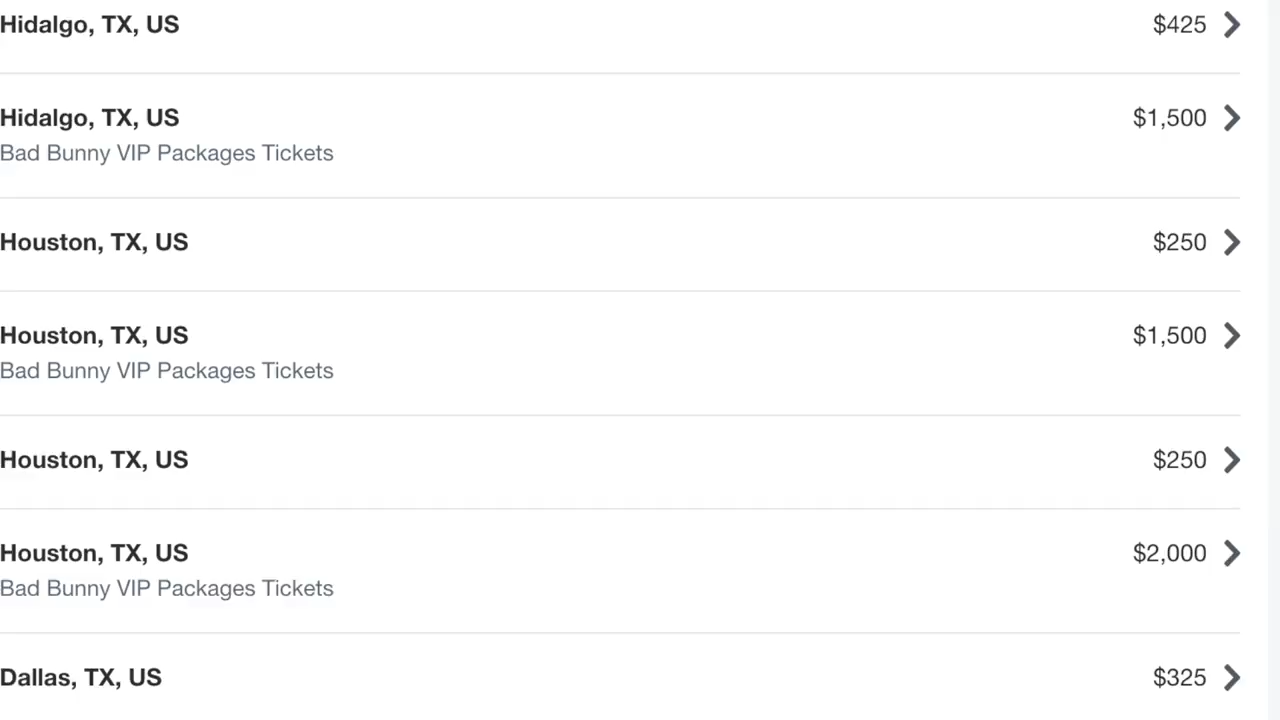 Hidalgo, TX, US $425
Hidalgo, TX, US $1,500
Bad Bunny VIP Packages Tickets
Houston, TX, US $250
Houston, TX, US $1,500
Bad Bunny VIP Packages Tickets
Houston, TX, US $250
Houston, TX, US $2,000
Bad Bunny VIP Packages Tickets
Dallas, TX, US $325